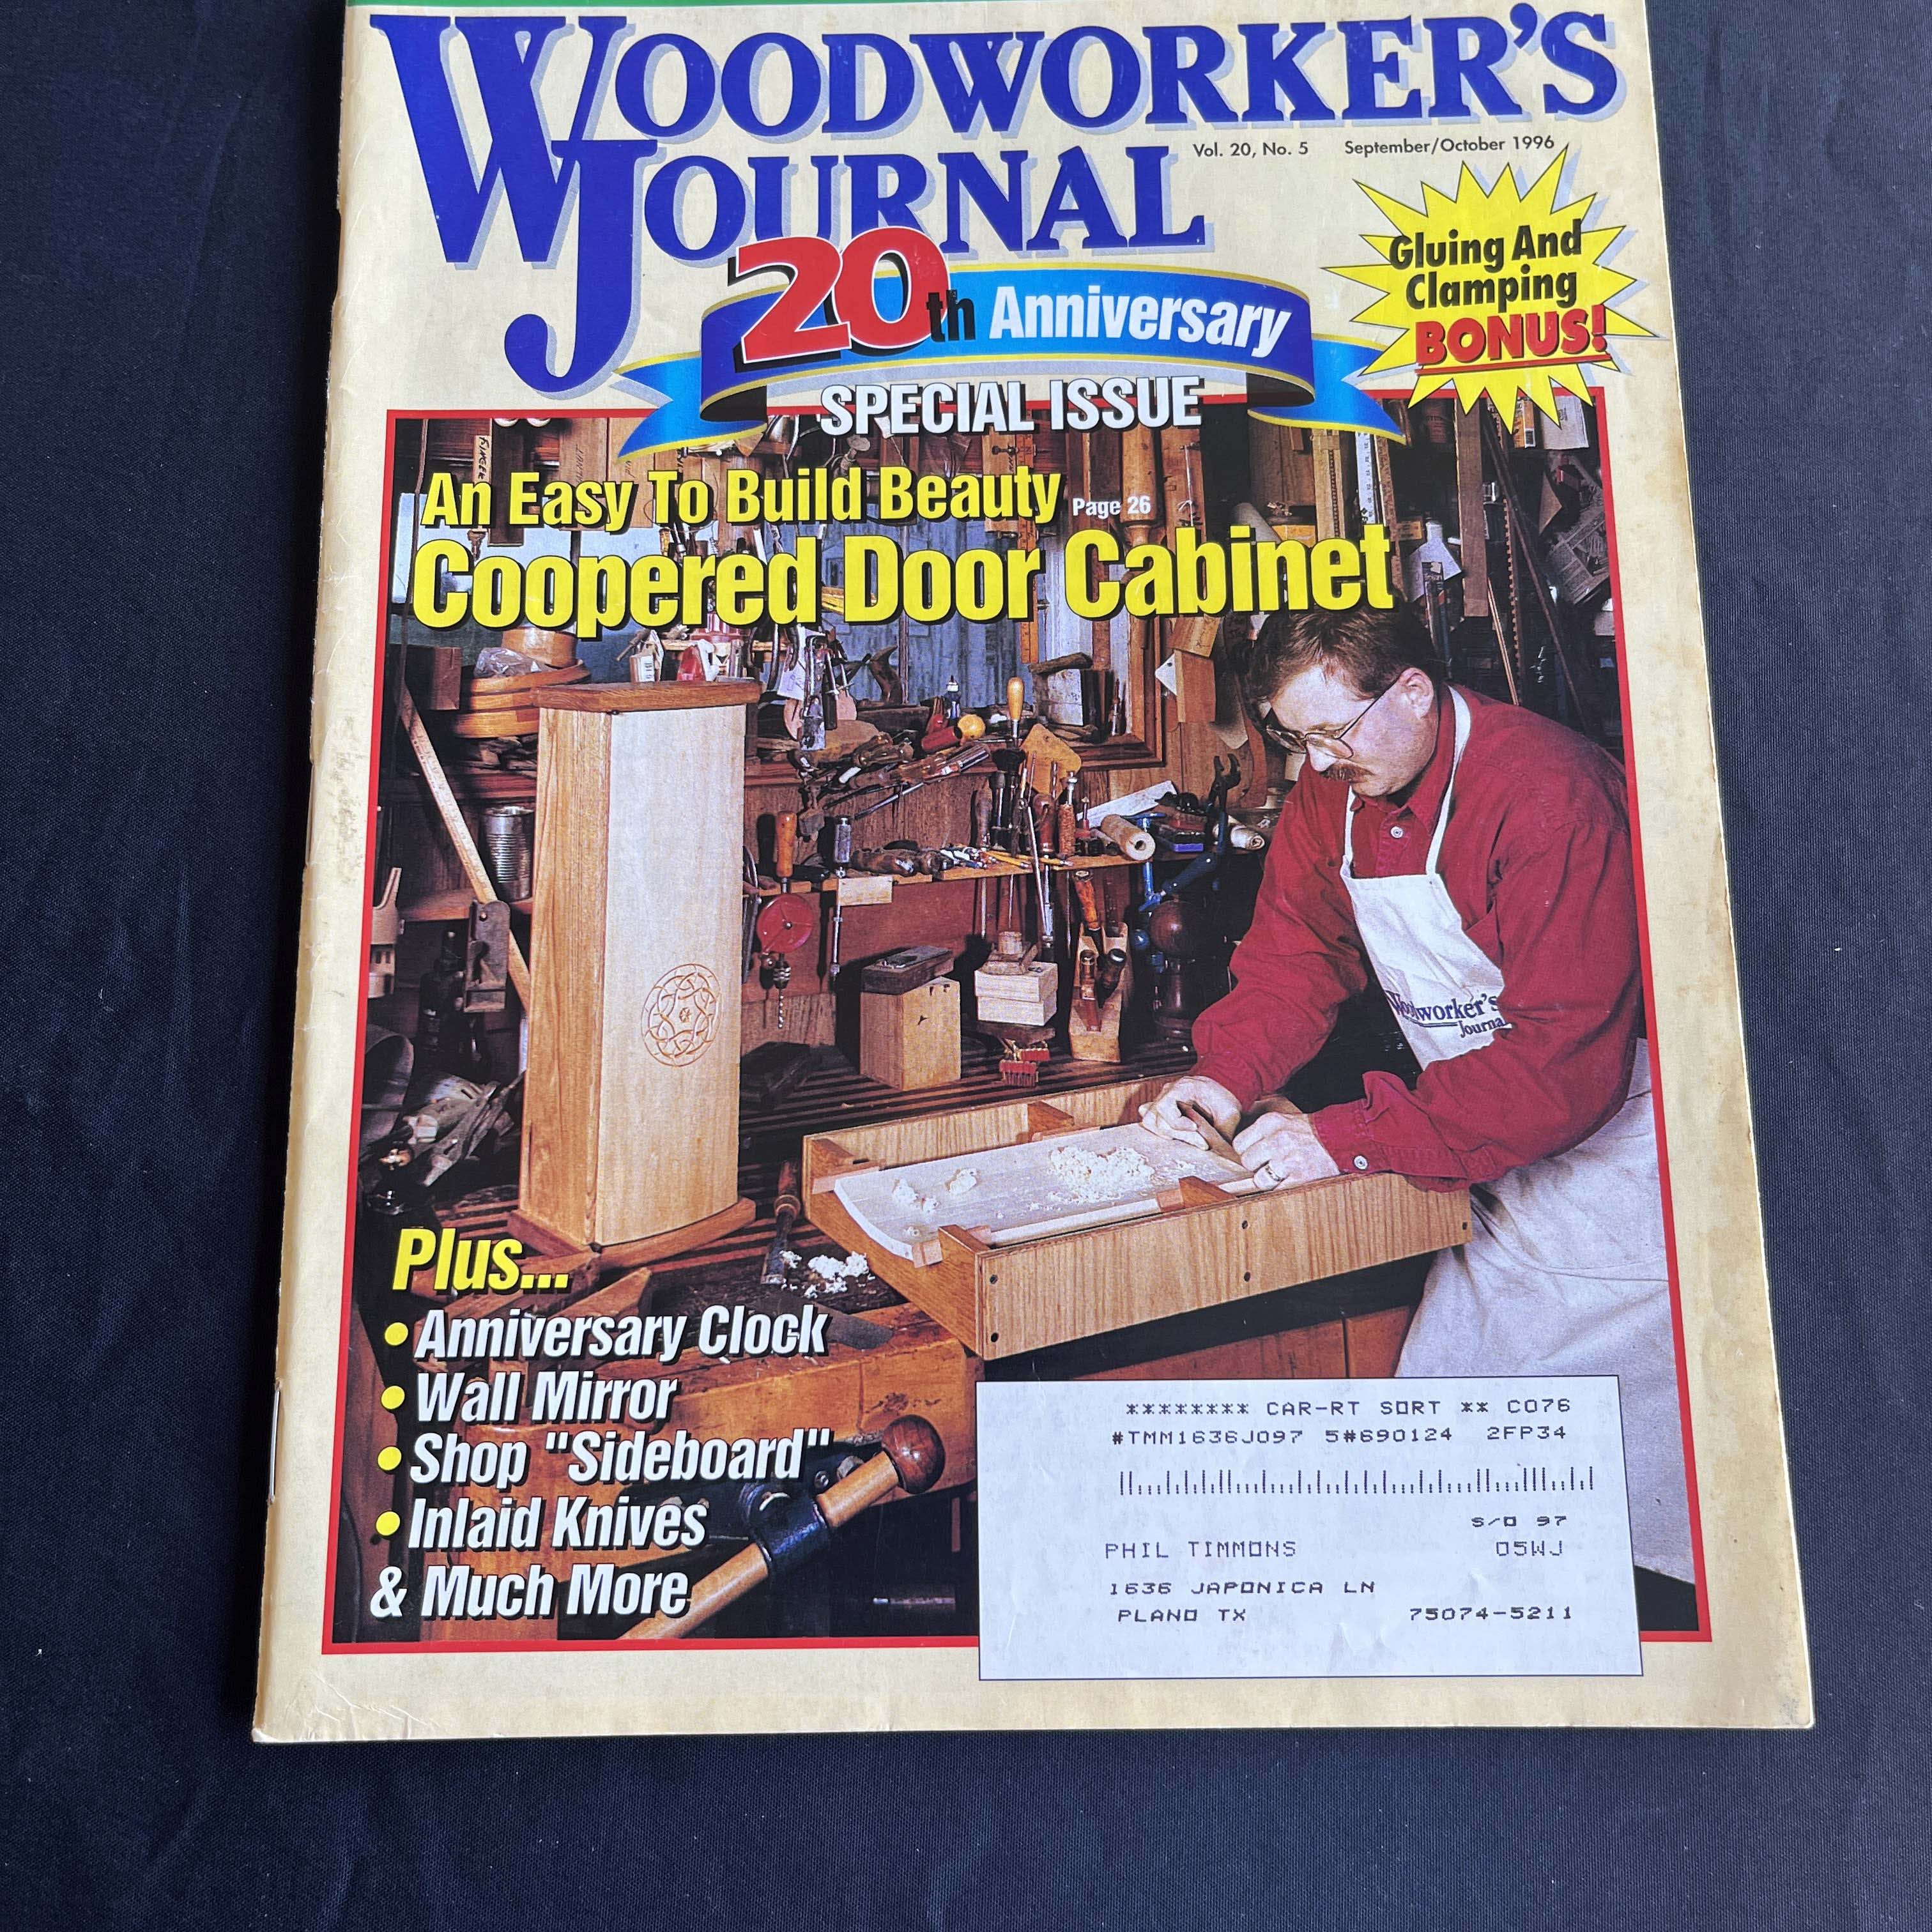 WOODWORKER'S
JOURNAL
Vol. 20, No. 5 September/October 1996
20th Anniversary
SPECIAL ISSUE
Gluing And
Clamping
BONUS!
An Easy To Build Beauty Page 26
Coopered Door Cabinet
Woodworker's
Journal
Plus...
• Anniversary Clock
• Wall Mirror
• Shop "Sideboard"
• Inlaid Knives
& Much More
******** CAR-RT SORT ** C076
#TMM1636J097 5#690124 2FP34
S/O 97
PHIL TIMMONS 05WJ
1636 JAPONICA LN
PLANO TX 75074-5211